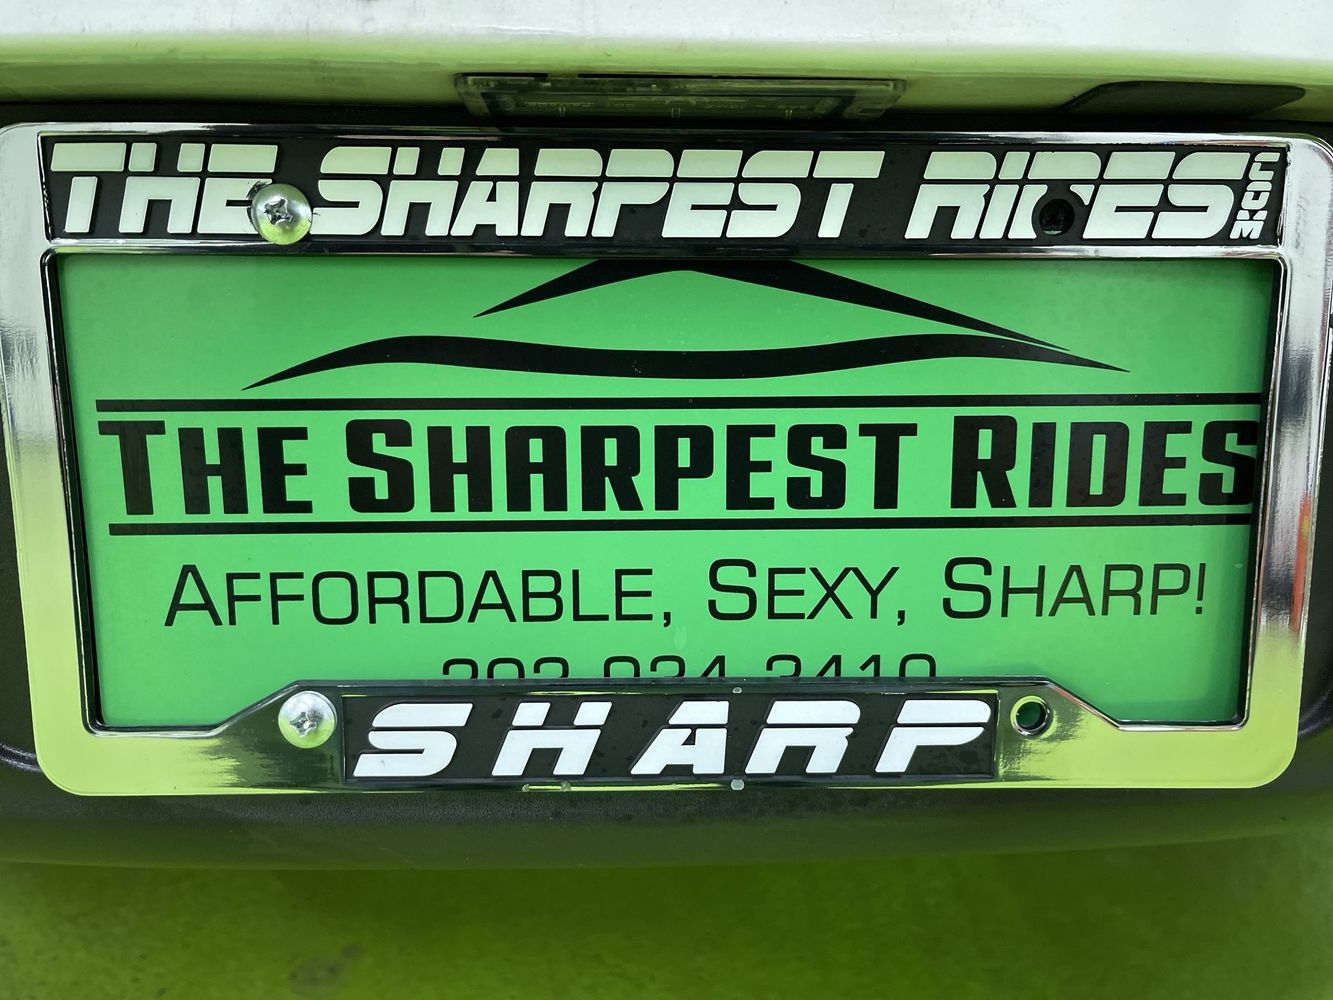 THE SHARPEST RIDES.COM
THE SHARPEST RIDES
AFFORDABLE, SEXY, SHARP!
SHARP